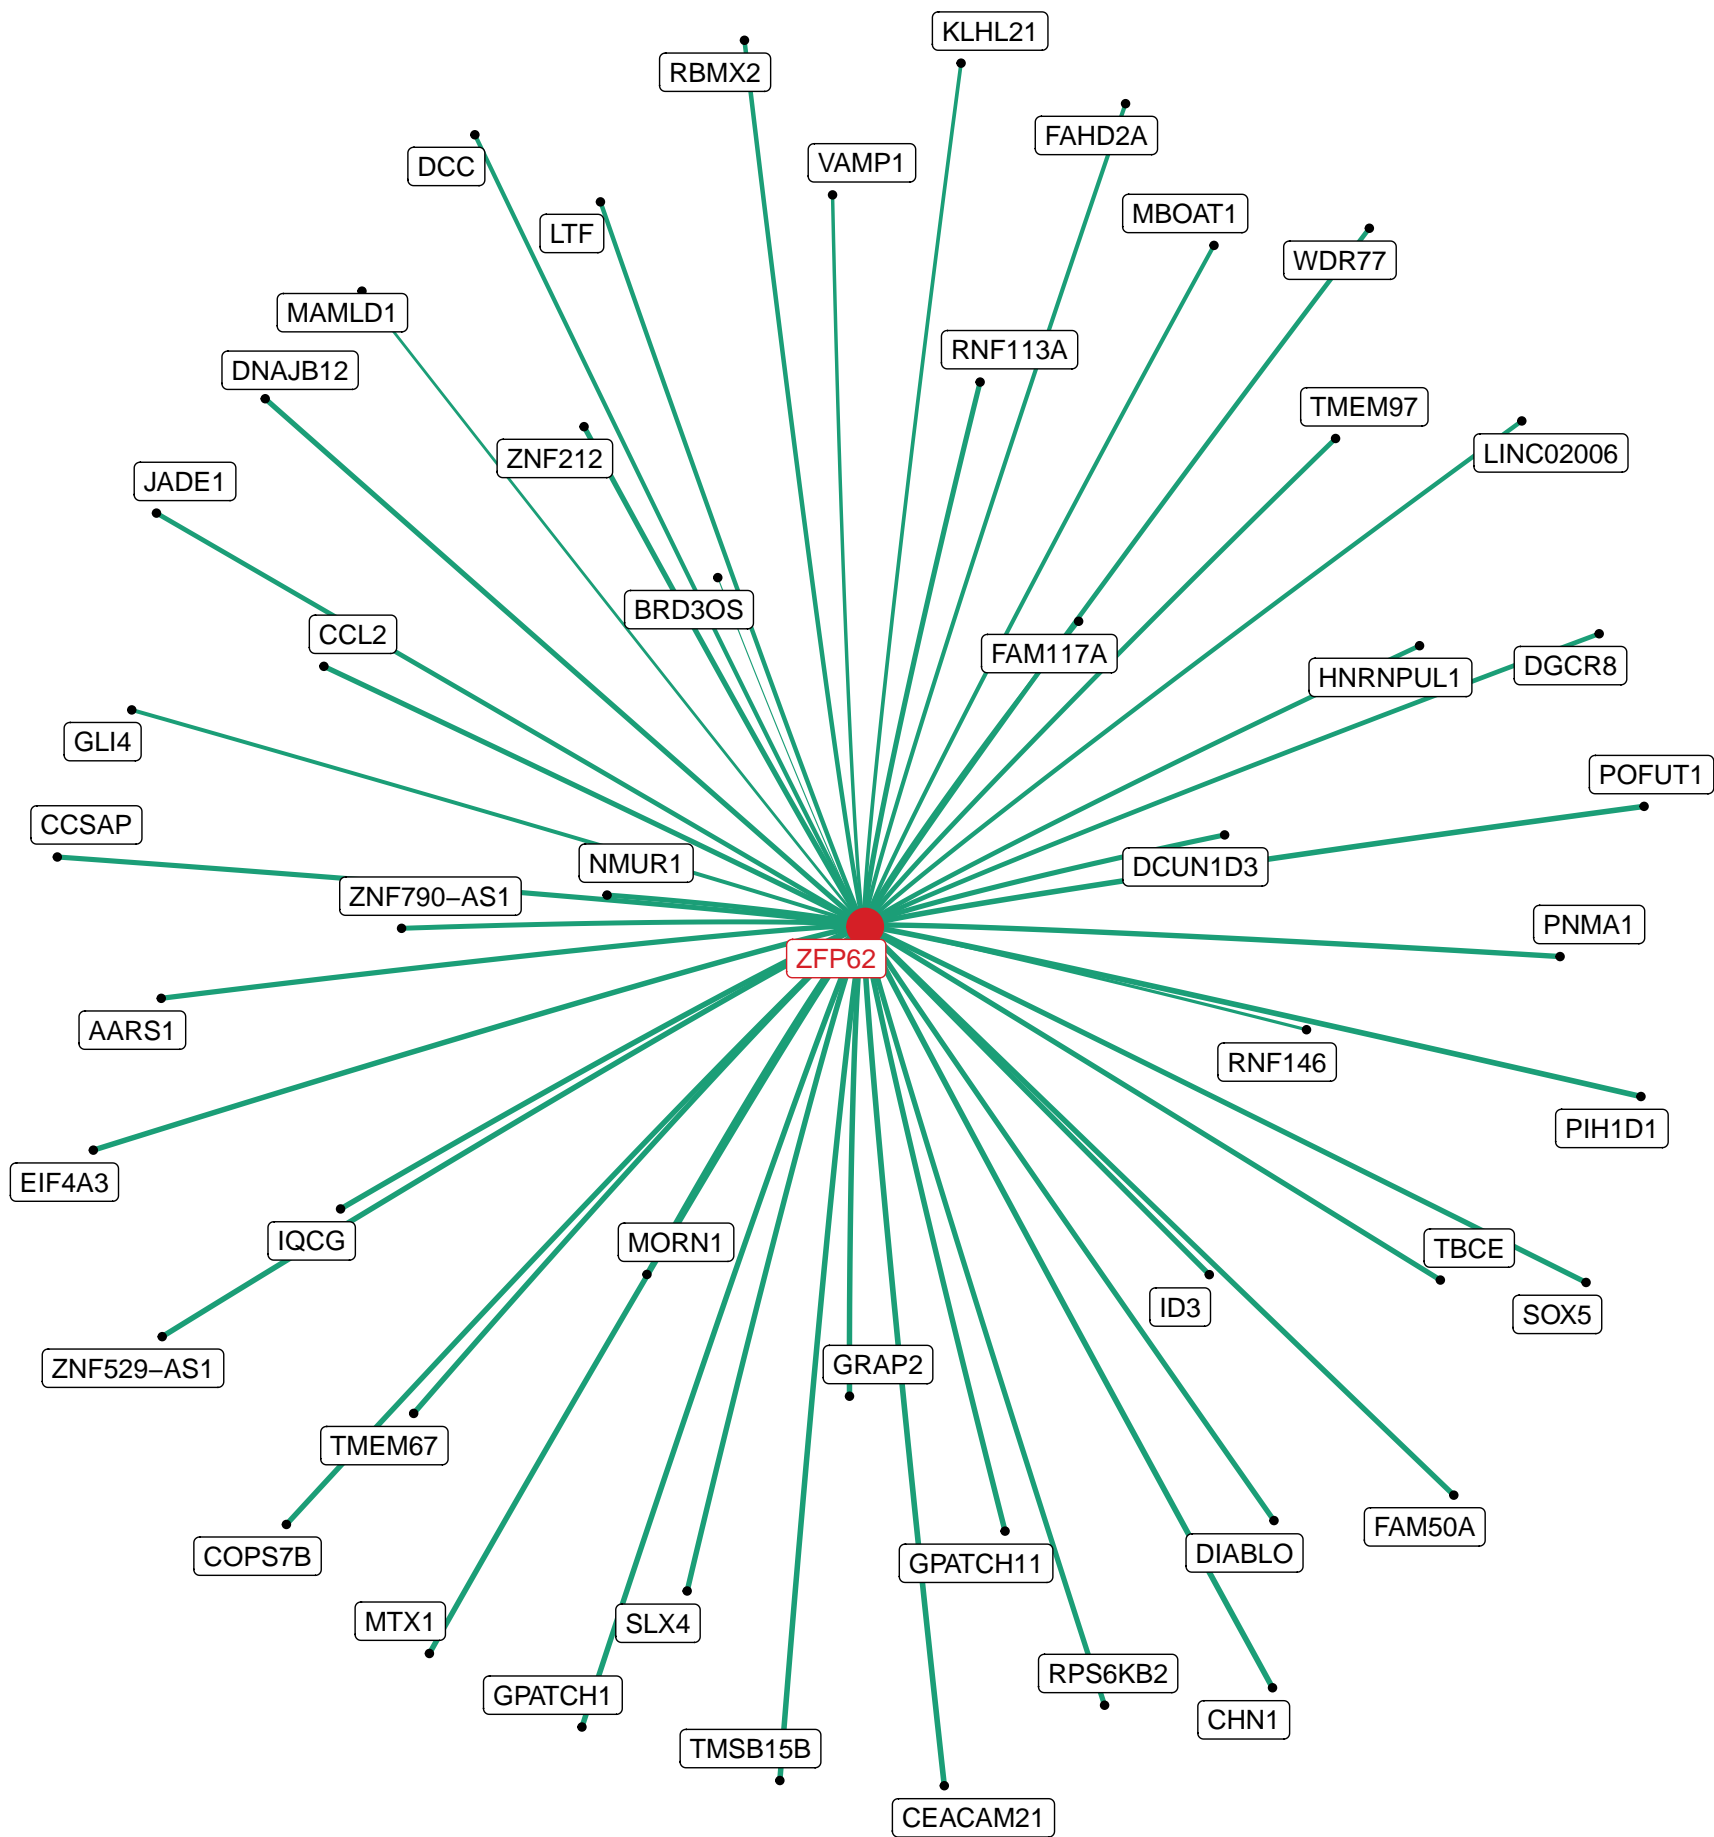 KLHL21
RBMX2
FAHD2A
VAMP1
DCC
MBOAT1
LTF
WDR77
MAMLD1
RNF113A
DNAJB12
TMEM97
LINC02006
ZNF212
JADE1
BRD3OS
CCL2
FAM117A
DGCR8
HNRNPUL1
GLI4
POFUT1
CCSAP
NMUR1
DCUN1D3
ZNF790−AS1
PNMA1
ZFP62
AARS1
RNF146
PIH1D1
EIF4A3
IQCG
MORN1
TBCE
ID3
SOX5
GRAP2
ZNF529−AS1
TMEM67
FAM50A
DIABLO
COPS7B
GPATCH11
MTX1
SLX4
RPS6KB2
GPATCH1
CHN1
TMSB15B
CEACAM21